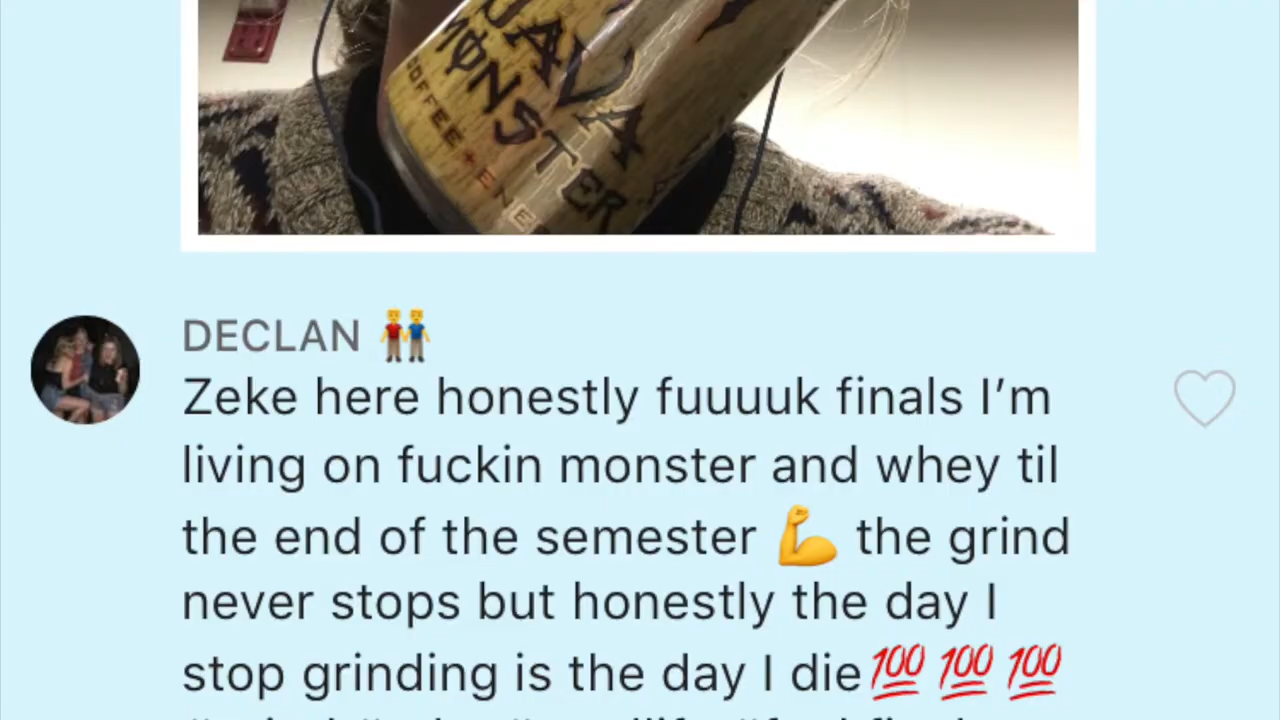 JAVA
MONSTER
COFFEE + ENE
DECLAN 👬
Zeke here honestly fuuuuk finals I’m
living on fuckin monster and whey til
the end of the semester 💪 the grind
never stops but honestly the day I
stop grinding is the day I die💯 💯 💯